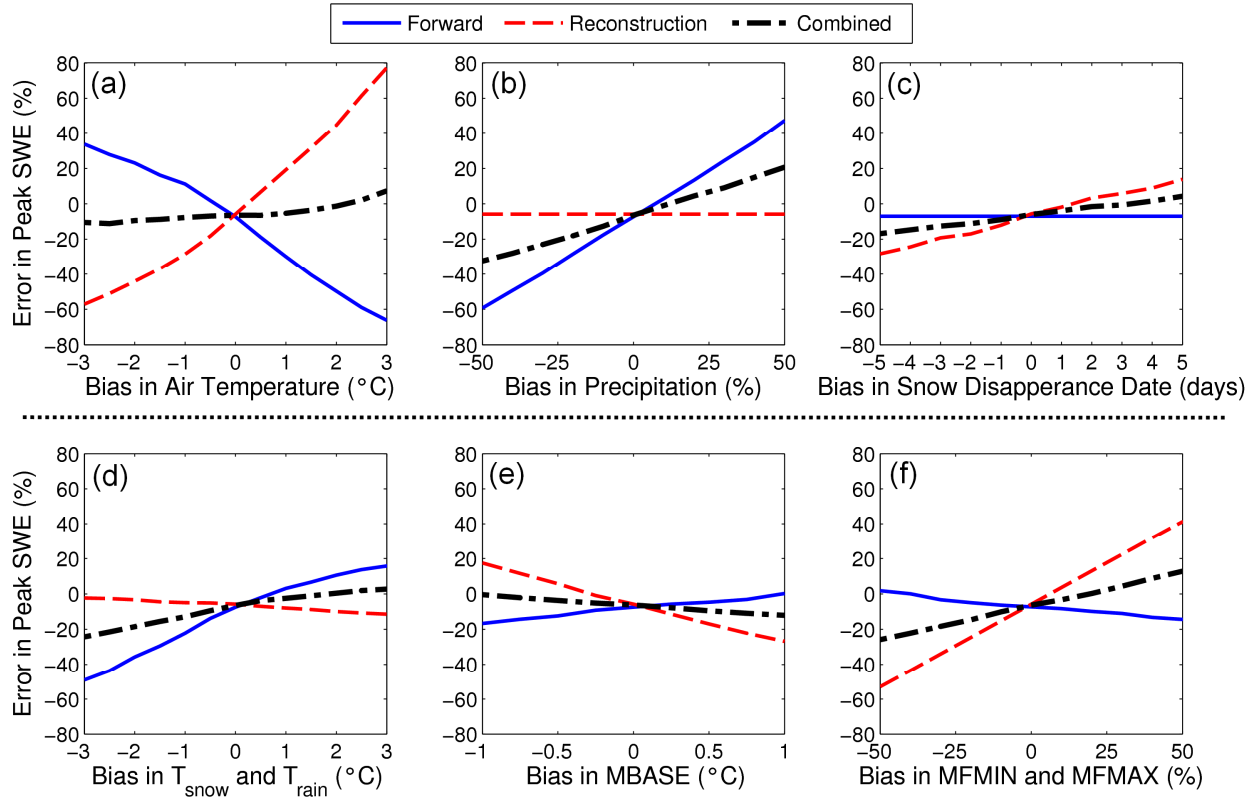 Forward Reconstruction Combined
(a) (b) (c)
Error in Peak SWE (%)
80 80 80
60 60 60
40 40 40
20 20 20
0 0 0
−20 −20 −20
−40 −40 −40
−60 −60 −60
−80 −80 −80
−3 −2 −1 0 1 2 3 −50 −25 0 25 50 −5 −4 −3 −2 −1 0 1 2 3 4 5
Bias in Air Temperature (°C) Bias in Precipitation (%) Bias in Snow Disapperance Date (days)
(d) (e) (f)
Error in Peak SWE (%)
80 80 80
60 60 60
40 40 40
20 20 20
0 0 0
−20 −20 −20
−40 −40 −40
−60 −60 −60
−80 −80 −80
−3 −2 −1 0 1 2 3 −1 −0.5 0 0.5 1 −50 −25 0 25 50
Bias in Tsnow and Train (°C) Bias in MBASE (°C) Bias in MFMIN and MFMAX (%)